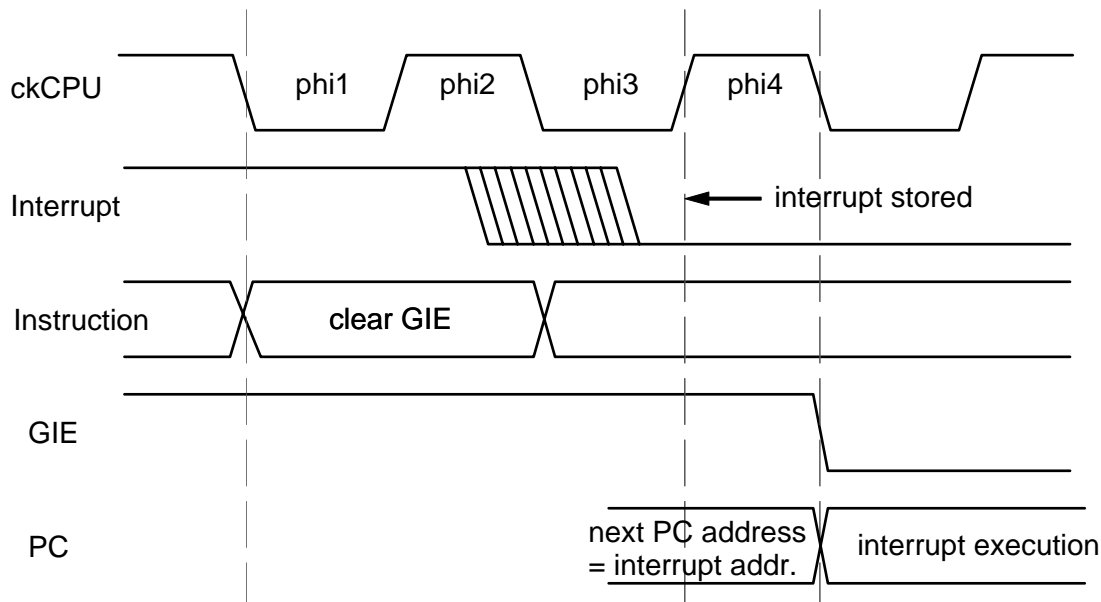 ckCPU
phi1
phi2
phi3
phi4
Interrupt
interrupt stored
Instruction
clear GIE
GIE
PC
next PC address
= interrupt addr.
interrupt execution